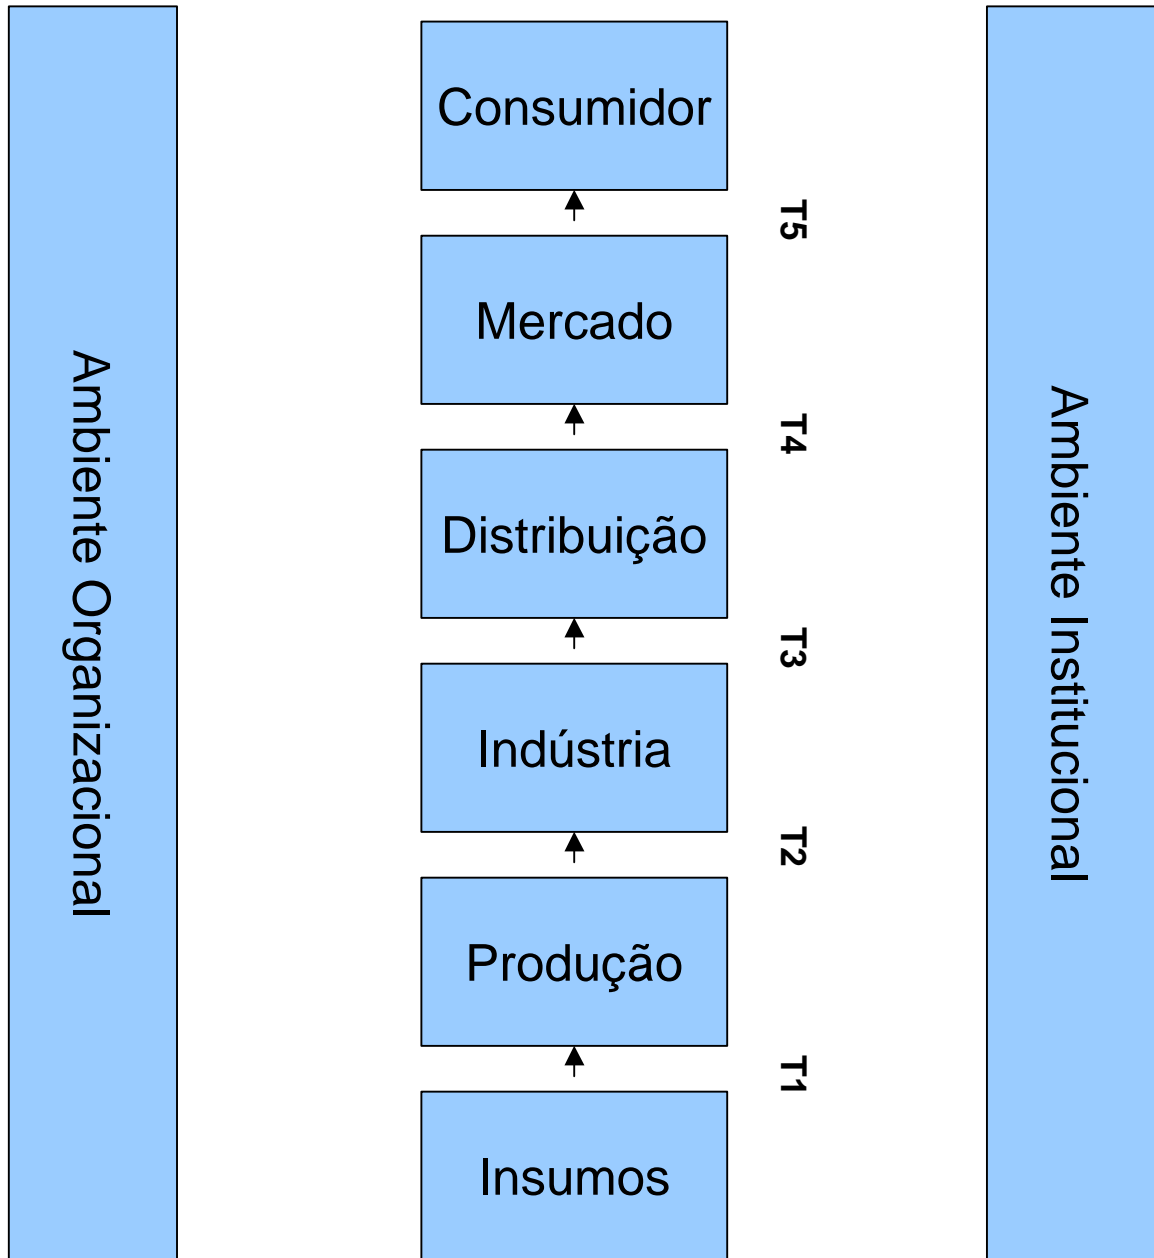 Consumidor
T5
Mercado
T4
Distribuição
T3
Indústria
T2
Produção
T1
Insumos
Ambiente Organizacional
Ambiente Institucional